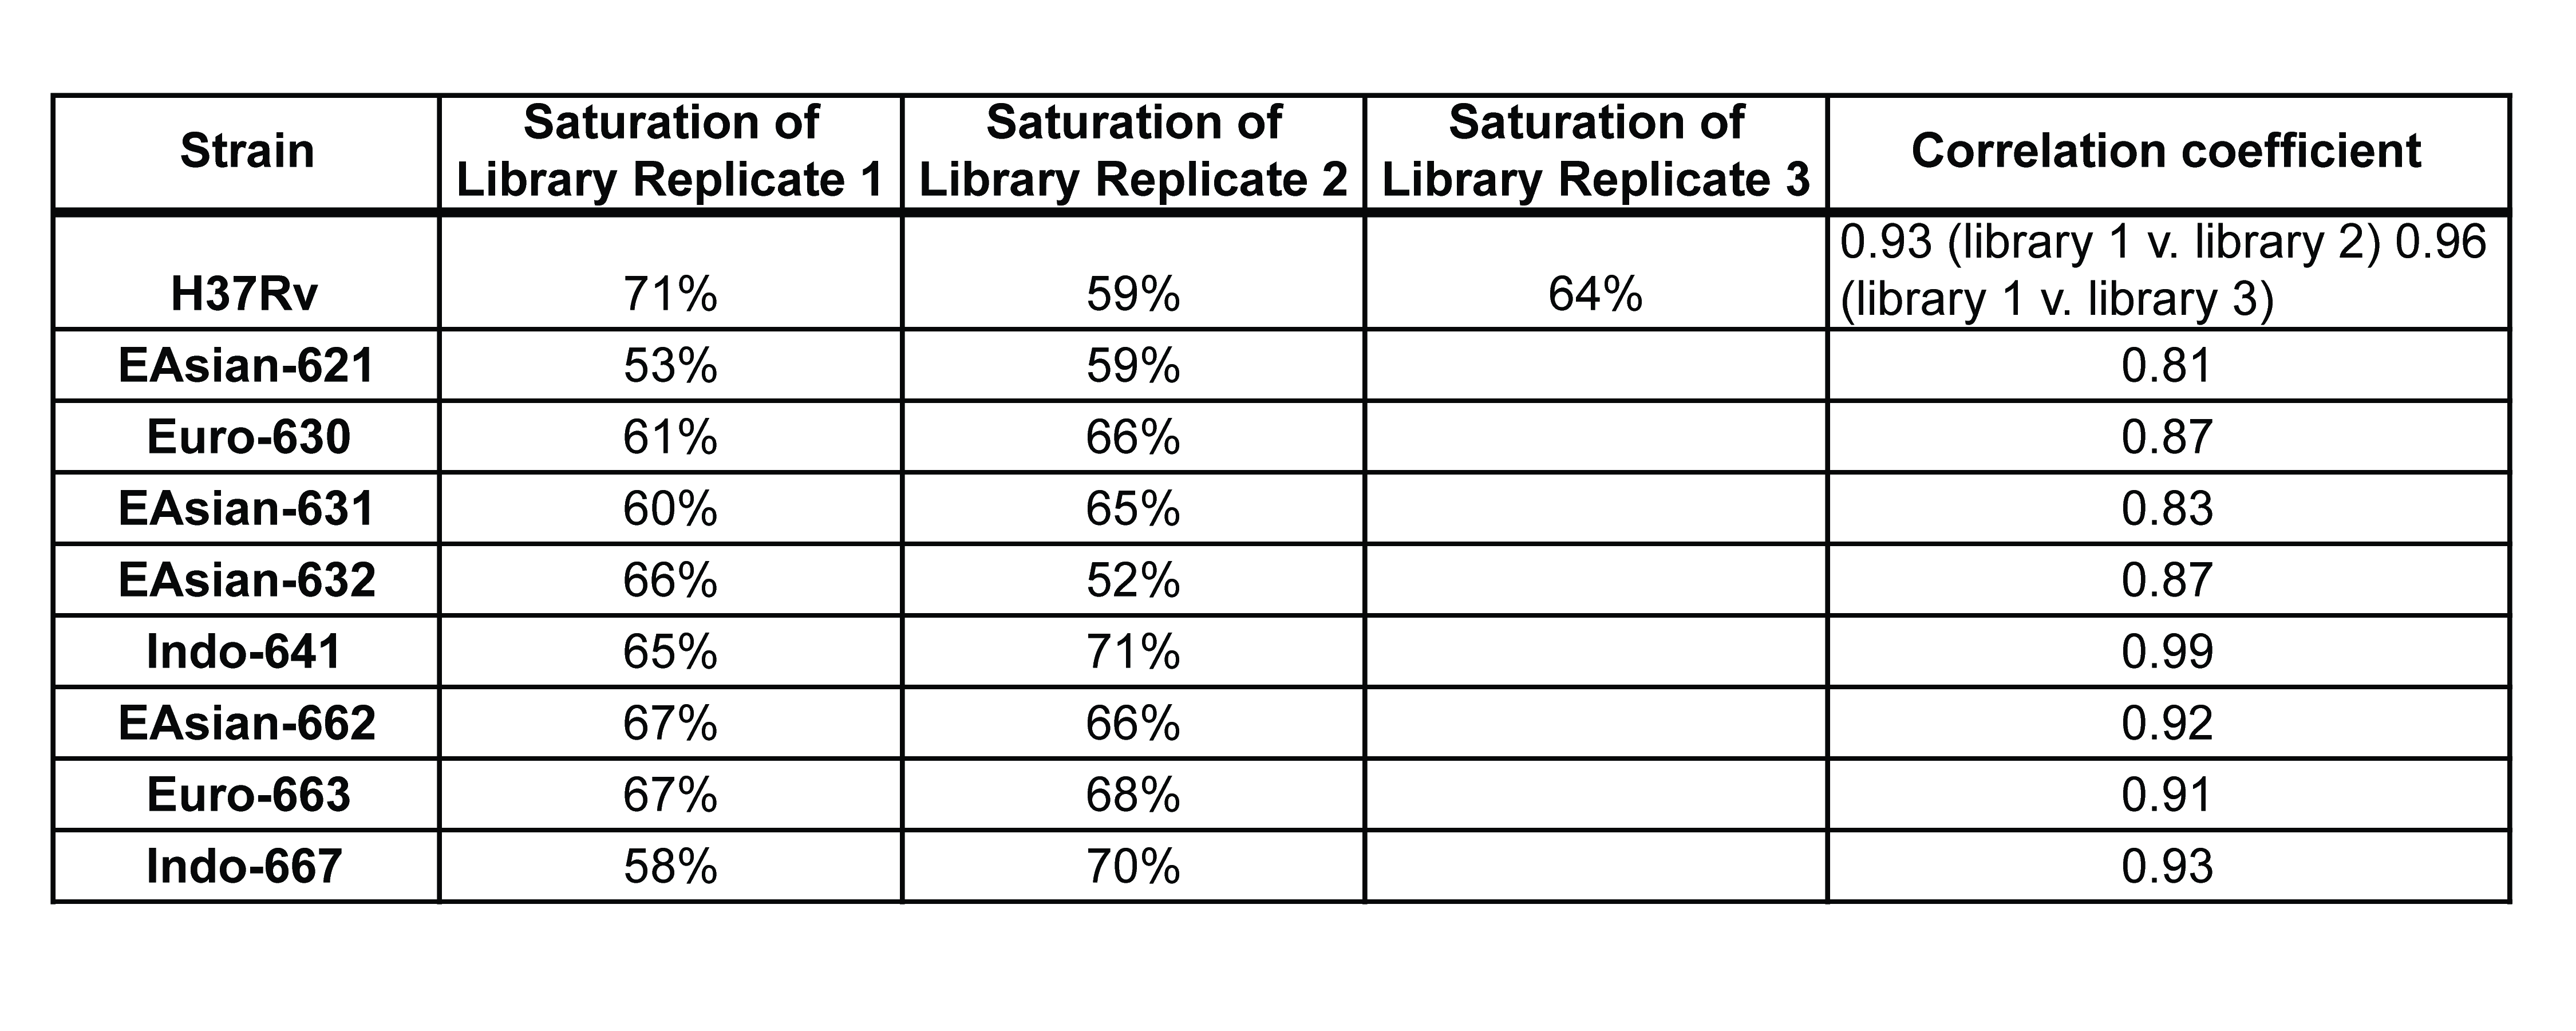 Strain
Saturation of
Library Replicate 1
Saturation of
Library Replicate 2
Saturation of
Library Replicate 3
Correlation coefficient
H37Rv
71%
59%
64%
0.93 (library 1 v. library 2) 0.96
(library 1 v. library 3)
EAsian-621
53%
59%
0.81
Euro-630
61%
66%
0.87
EAsian-631
60%
65%
0.83
EAsian-632
66%
52%
0.87
Indo-641
65%
71%
0.99
EAsian-662
67%
66%
0.92
Euro-663
67%
68%
0.91
Indo-667
58%
70%
0.93